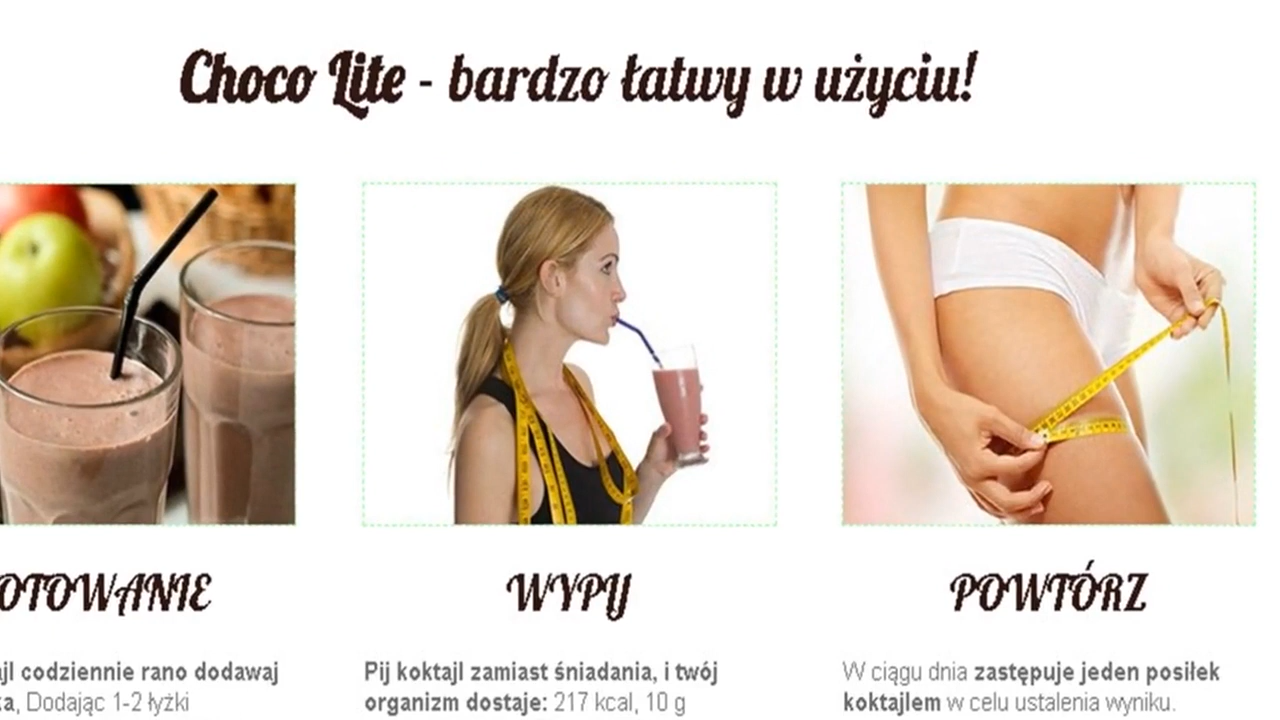 Choco Lite - bardzo łatwy w użyciu!
OTOWANIE
WYPIJ
POWTÓRZ
ajl codziennie rano dodawaj
ka, Dodając 1-2 łyżki
Pij koktajl zamiast śniadania, i twój
organizm dostaje: 217 kcal, 10 g
W ciągu dnia zastępuje jeden posiłek
koktajlem w celu ustalenia wyniku.